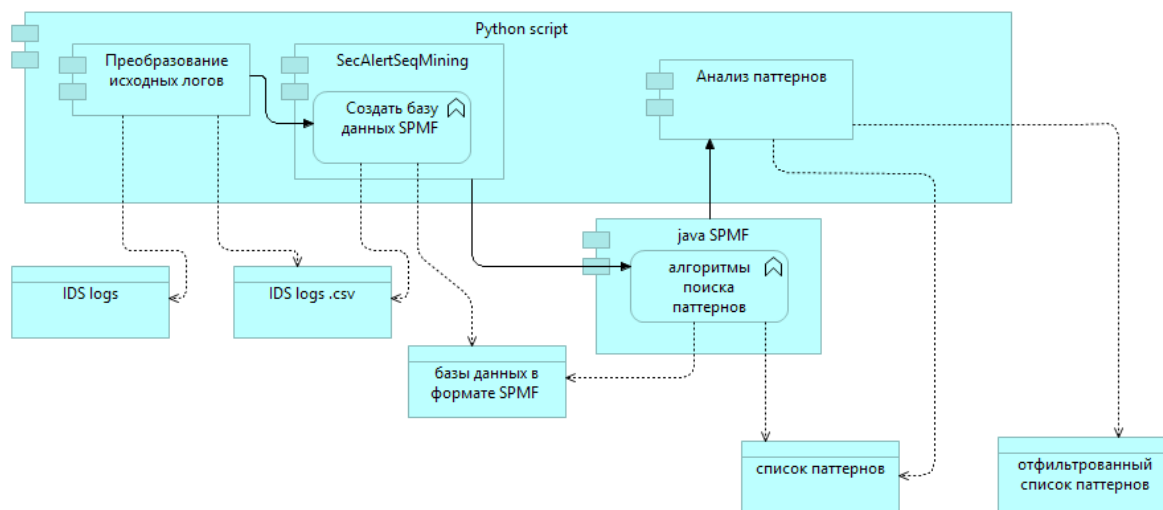 Python script
Преобразование
исходных логов
SecAlertSeqMining
Создать базу
данных SPMF
Анализ паттернов
java SPMF
алгоритмы
поиска
паттернов
IDS logs
IDS logs .csv
базы данных в
формате SPMF
список паттернов
отфильтрованный
список паттернов